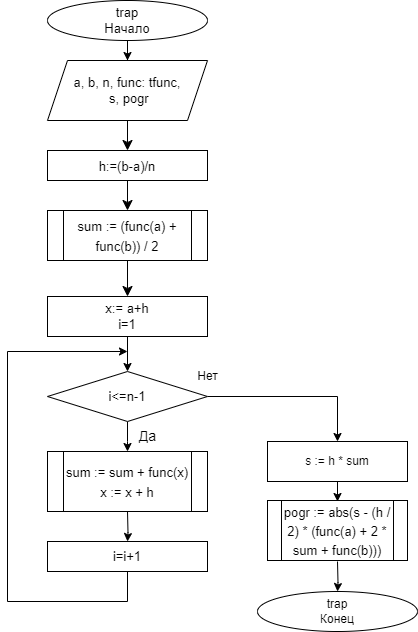 trap
Начало
a, b, n, func: tfunc,
s, pogr
h:=(b-a)/n
sum := (func(a) +
func(b)) / 2
x:= a+h
i=1
i<=n-1
Нет
Да
sum := sum + func(x)
x := x + h
i=i+1
s := h * sum
pogr := abs(s - (h /
2) * (func(a) + 2 *
sum + func(b)))
trap
Конец